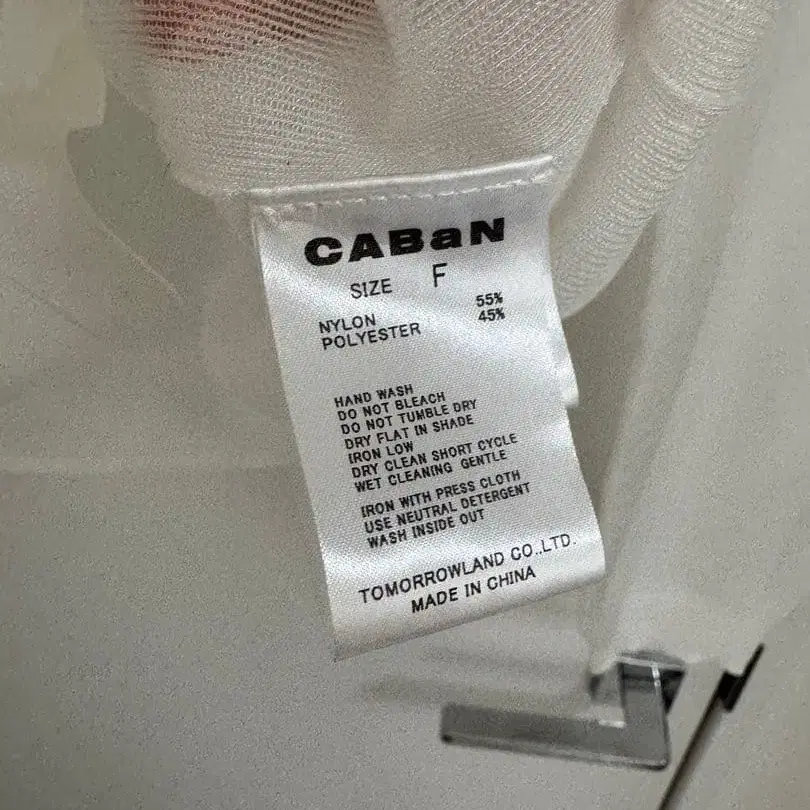 CABaN
SIZE F
NYLON 55%
POLYESTER 45%
HAND WASH
DO NOT BLEACH
DO NOT TUMBLE DRY
DRY FLAT IN SHADE
IRON LOW
DRY CLEAN SHORT CYCLE
WET CLEANING GENTLE
IRON WITH PRESS CLOTH
USE NEUTRAL DETERGENT
WASH INSIDE OUT
TOMORROWLAND CO.,LTD.
MADE IN CHINA